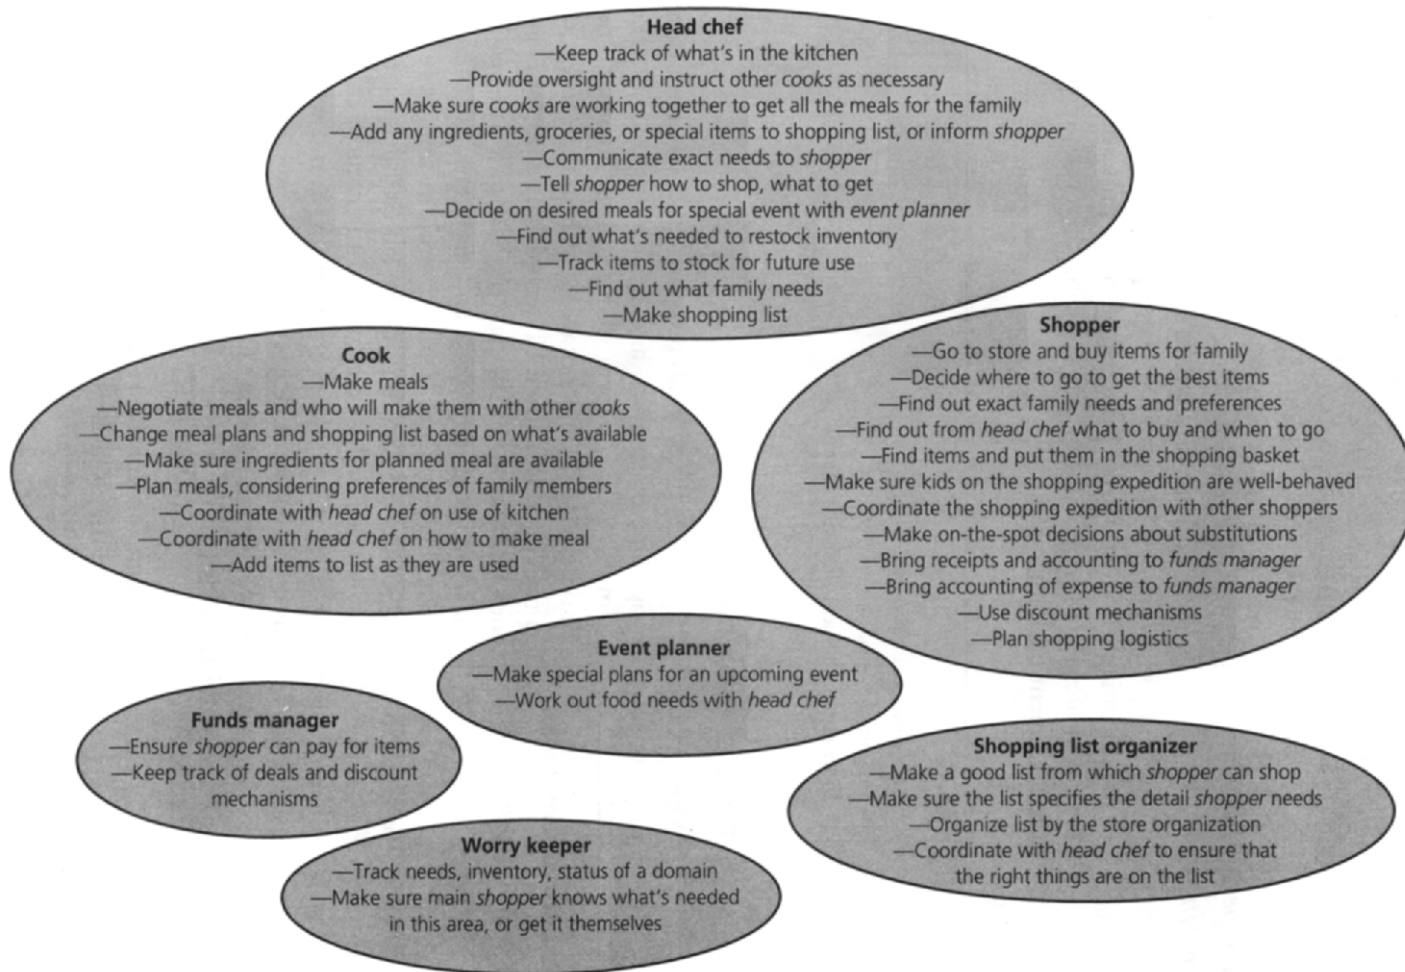 Head chef
—Keep track of what's in the kitchen
—Provide oversight and instruct other cooks as necessary
—Make sure cooks are working together to get all the meals for the family
—Add any ingredients, groceries, or special items to shopping list, or inform shopper
—Communicate exact needs to shopper
—Tell shopper how to shop, what to get
—Decide on desired meals for special event with event planner
—Find out what's needed to restock inventory
—Track items to stock for future use
—Find out what family needs
—Make shopping list
Cook
—Make meals
—Negotiate meals and who will make them with other cooks
—Change meal plans and shopping list based on what's available
—Make sure ingredients for planned meal are available
—Plan meals, considering preferences of family members
—Coordinate with head chef on use of kitchen
—Coordinate with head chef on how to make meal
—Add items to list as they are used
Shopper
—Go to store and buy items for family
—Decide where to go to get the best items
—Find out exact family needs and preferences
—Find out from head chef what to buy and when to go
—Find items and put them in the shopping basket
—Make sure kids on the shopping expedition are well-behaved
—Coordinate the shopping expedition with other shoppers
—Make on-the-spot decisions about substitutions
—Bring receipts and accounting to funds manager
—Bring accounting of expense to funds manager
—Use discount mechanisms
—Plan shopping logistics
Event planner
—Make special plans for an upcoming event
—Work out food needs with head chef
Funds manager
—Ensure shopper can pay for items
—Keep track of deals and discount
mechanisms
Shopping list organizer
—Make a good list from which shopper can shop
—Make sure the list specifies the detail shopper needs
—Organize list by the store organization
—Coordinate with head chef to ensure that
the right things are on the list
Worry keeper
—Track needs, inventory, status of a domain
—Make sure main shopper knows what's needed
in this area, or get it themselves